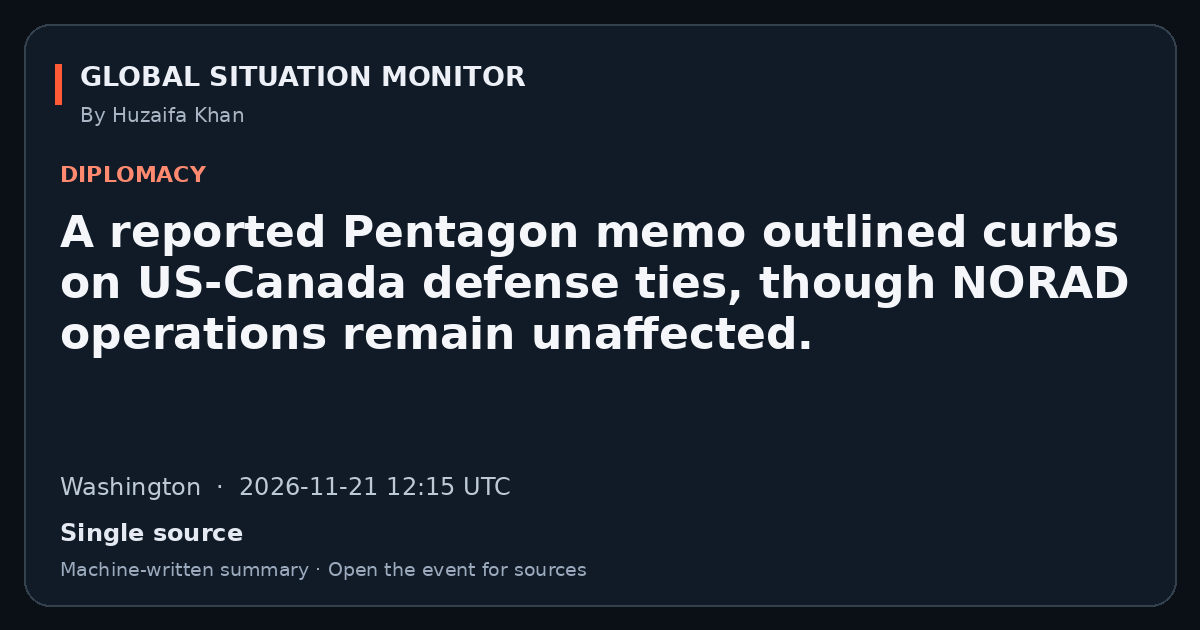 GLOBAL SITUATION MONITOR
By Huzaifa Khan
DIPLOMACY
A reported Pentagon memo outlined curbs
on US-Canada defense ties, though NORAD
operations remain unaffected.
Washington · 2026-11-21 12:15 UTC
Single source
Machine-written summary · Open the event for sources